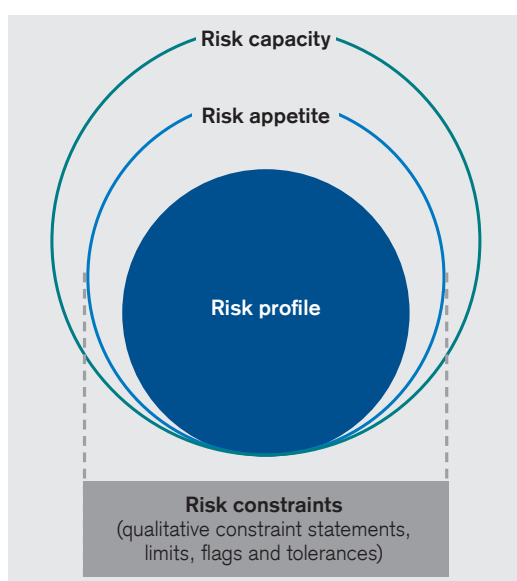 Risk capacity
Risk appetite
Risk profile
Risk constraints
(qualitative constraint statements,
limits, flags and tolerances)